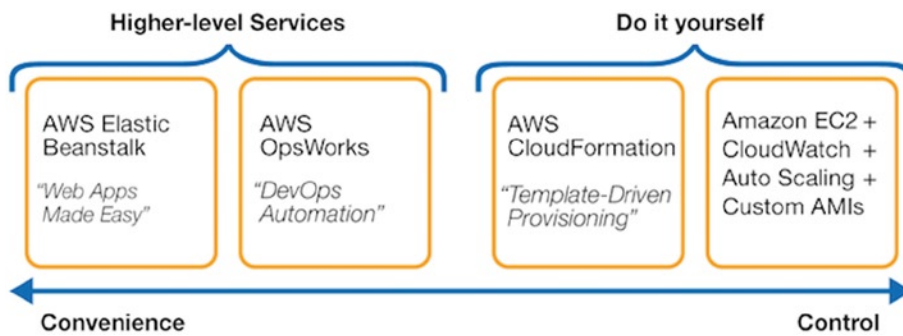 Higher-level Services
Do it yourself
AWS Elastic
Beanstalk
“Web Apps
Made Easy”
AWS
OpsWorks
“DevOps
Automation”
AWS
CloudFormation
“Template-Driven
Provisioning”
Amazon EC2 +
CloudWatch +
Auto Scaling +
Custom AMIs
Convenience
Control